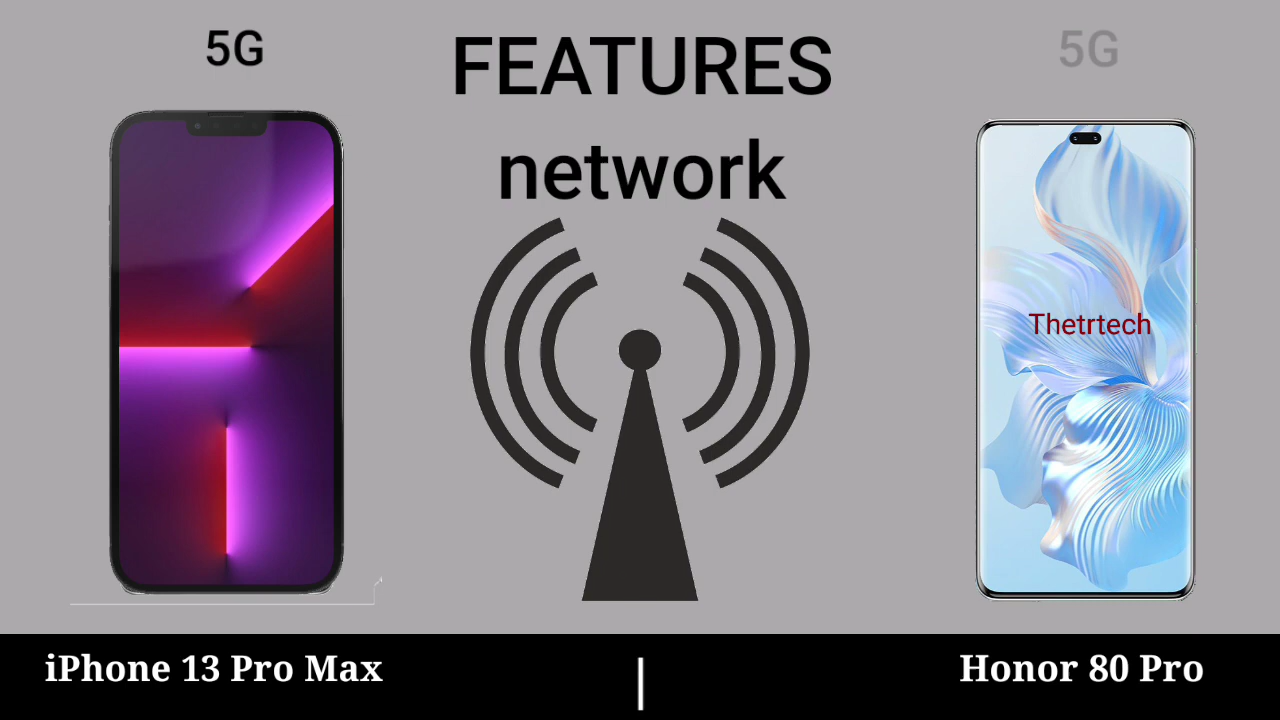 5G
FEATURES
5G
network
Thetrtech
iPhone 13 Pro Max
|
Honor 80 Pro